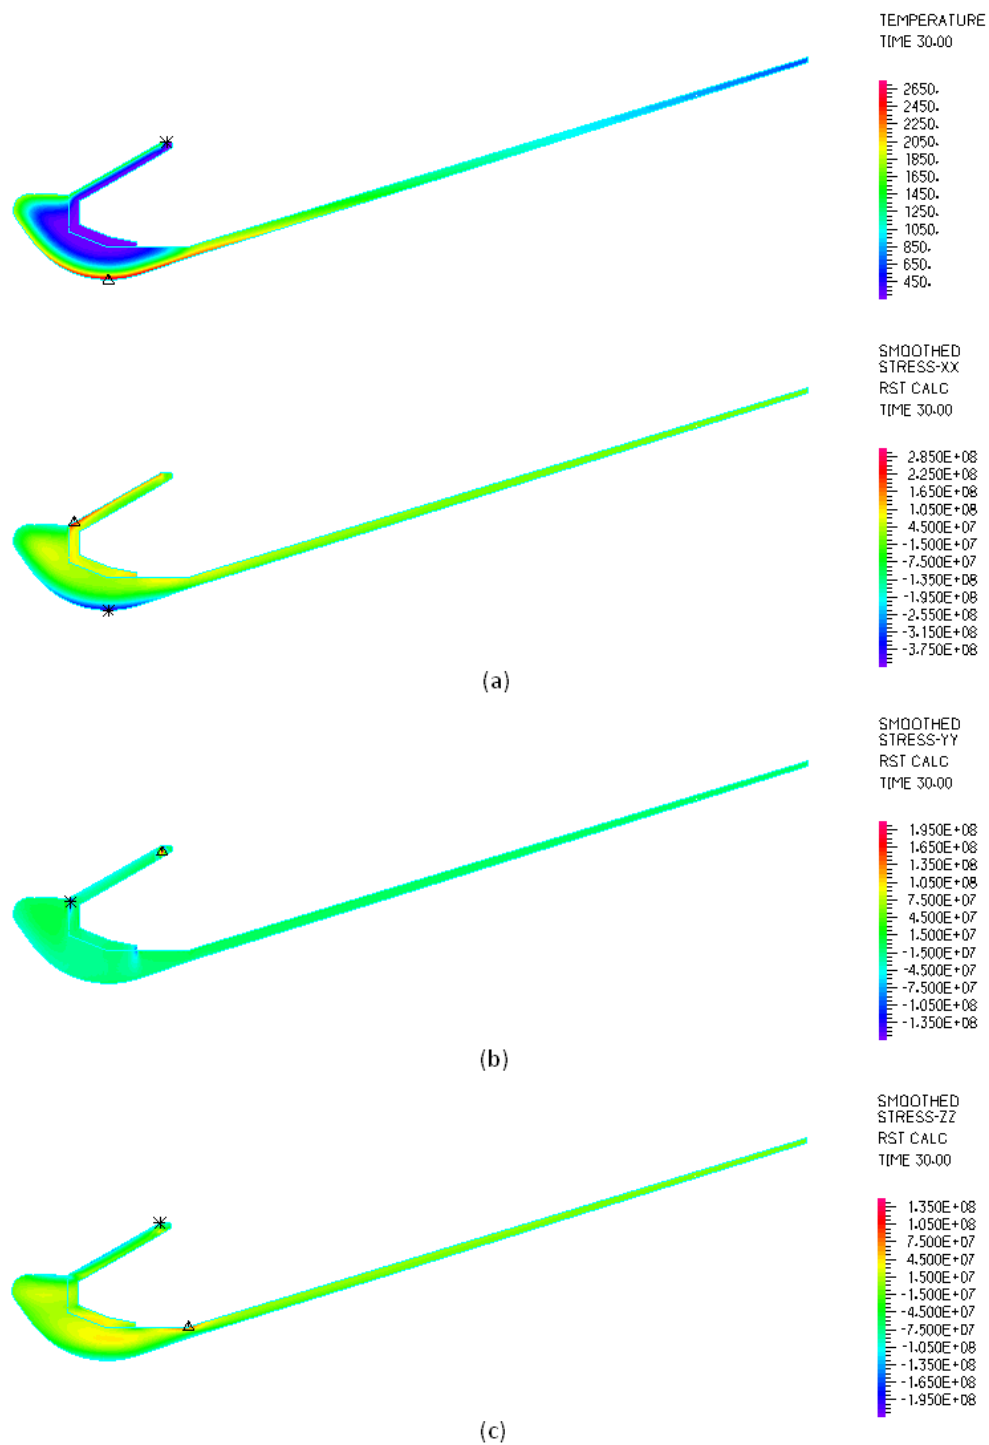 TEMPERATURE
TIME 30.00
2650.
2450.
2250.
2050.
1850.
1650.
1450.
1250.
1050.
850.
650.
450.
SMOOTHED
STRESS-XX
RST CALC
TIME 30.00
2.850E+08
2.250E+08
1.650E+08
1.050E+08
4.500E+07
-1.500E+07
-7.500E+07
-1.350E+08
-1.950E+08
-2.550E+08
-3.150E+08
-3.750E+08
(a)
SMOOTHED
STRESS-YY
RST CALC
TIME 30.00
1.950E+08
1.650E+08
1.350E+08
1.050E+08
7.500E+07
4.500E+07
1.500E+07
-1.500E+07
-4.500E+07
-7.500E+07
-1.050E+08
-1.350E+08
(b)
SMOOTHED
STRESS-ZZ
RST CALC
TIME 30.00
1.350E+08
1.050E+08
7.500E+07
4.500E+07
1.500E+07
-1.500E+07
-4.500E+07
-7.500E+07
-1.050E+08
-1.350E+08
-1.650E+08
-1.950E+08
(c)